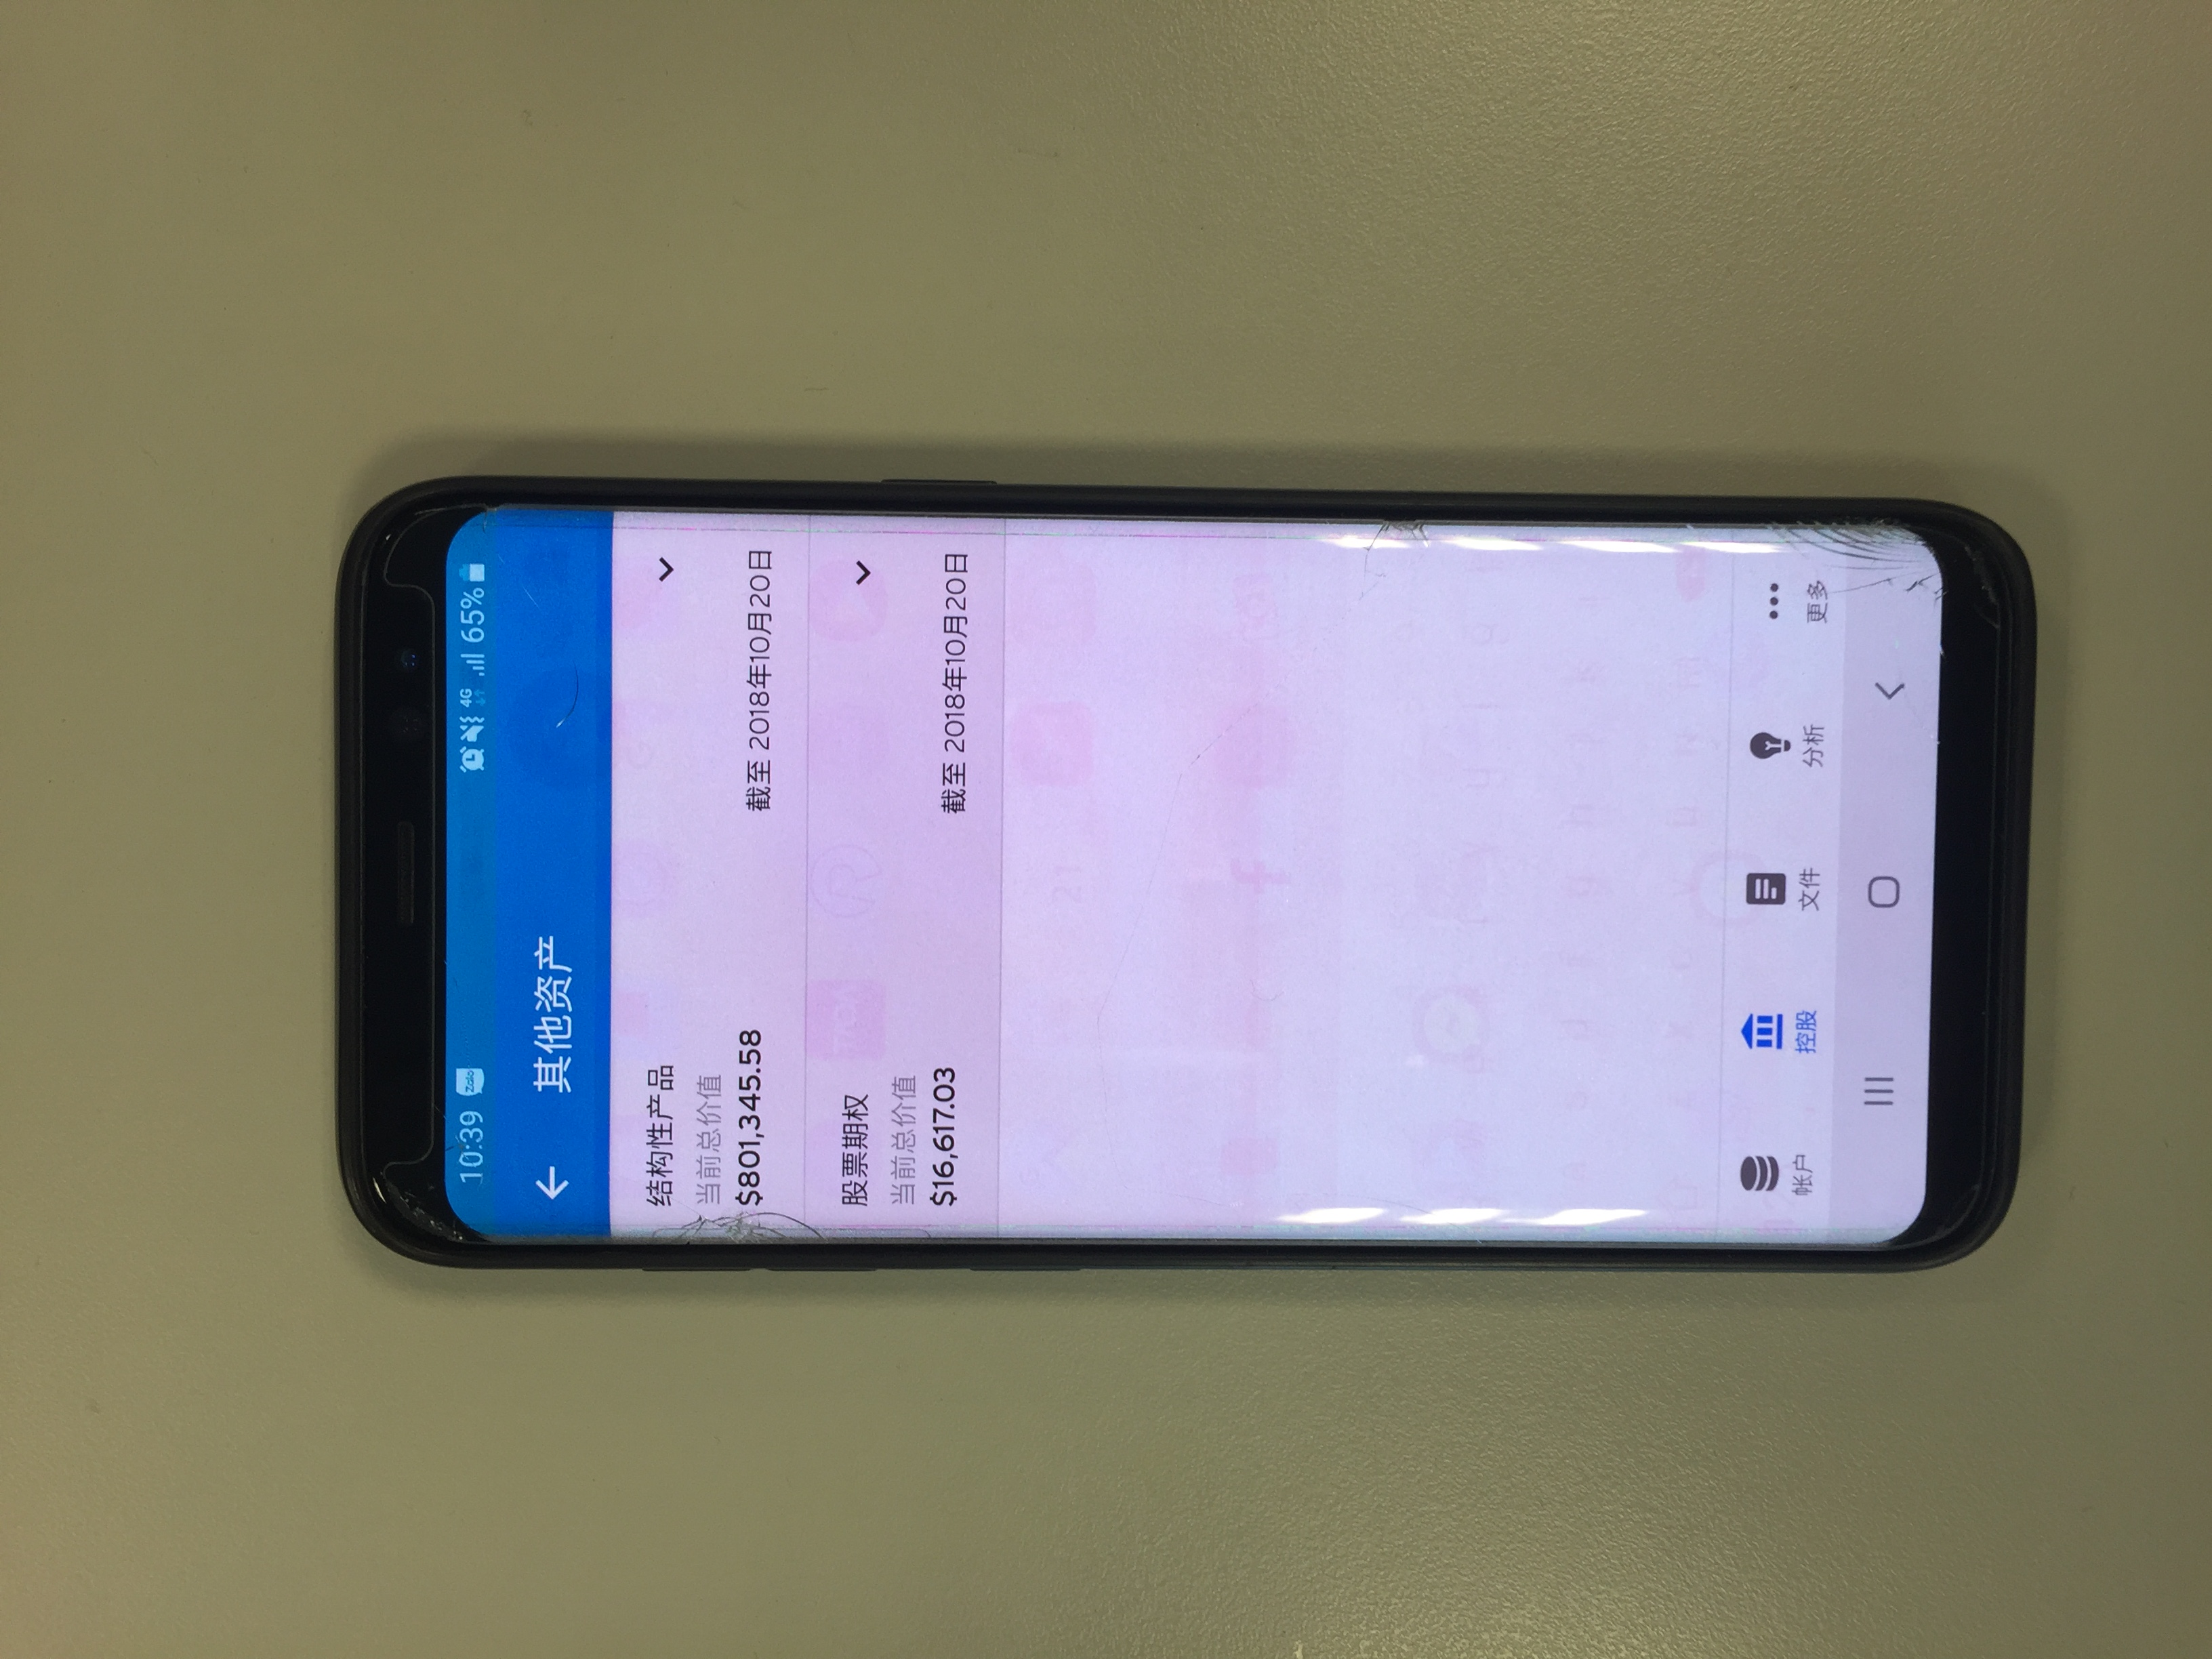 10:39 Zalo 4G 65%
其他资产
结构性产品
当前总价值
$801,345.58 截至 2018年10月20日
股票期权
当前总价值
$16,617.03 截至 2018年10月20日
帐户 控股 文件 分析 更多